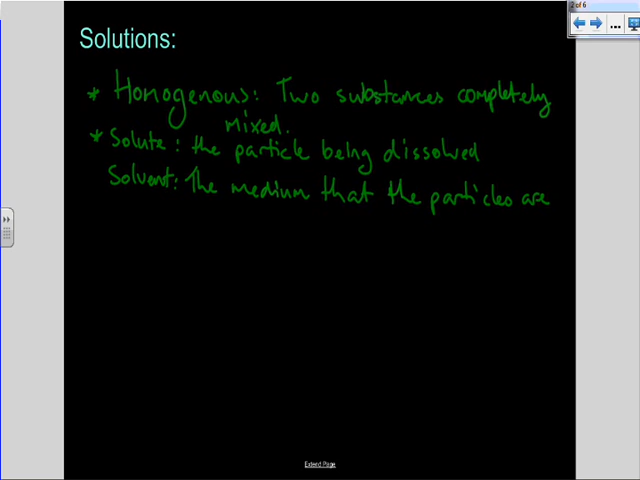 2 of 6
Solutions:
* Homogenous: Two substances completely
mixed.
* Solute: the particle being dissolved
Solvent: The medium that the particles are
Extend Page